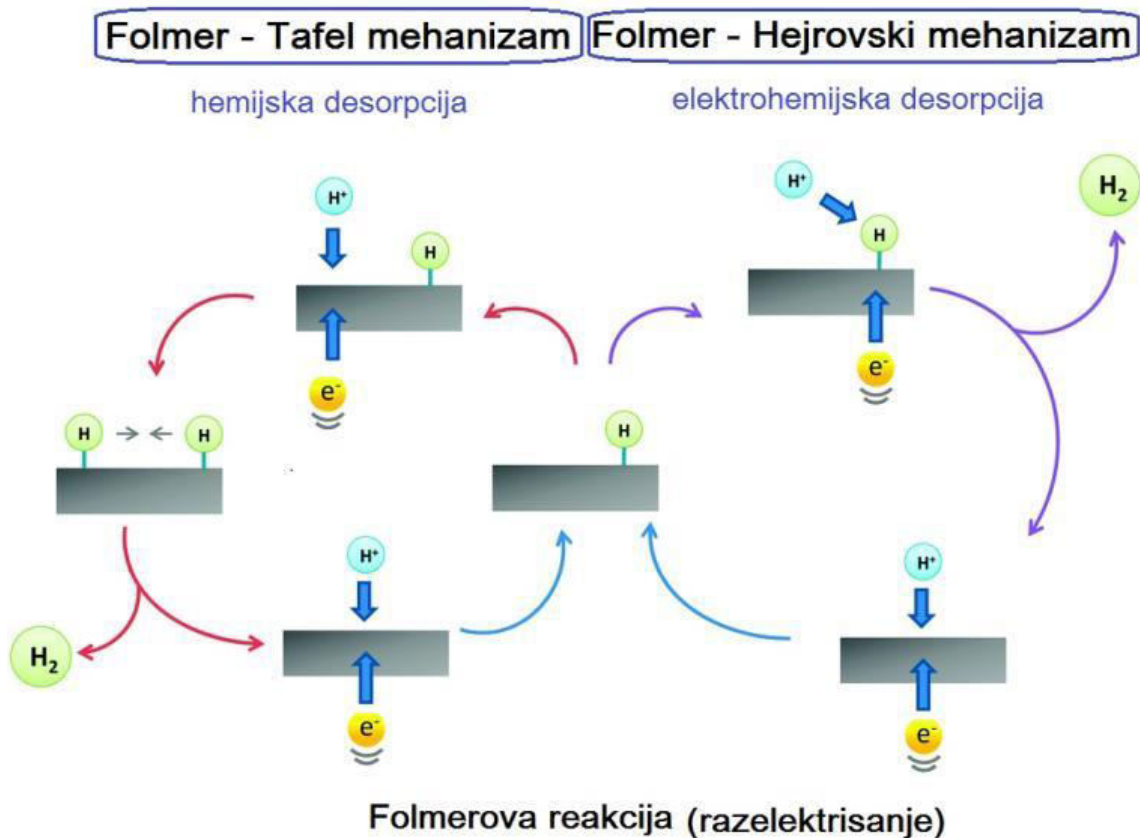 Folmer - Tafel mehanizam
Folmer - Hejrovski mehanizam
hemijska desorpcija
elektrohemijska desorpcija
H⁺
H
e⁻
H⁺
H
H₂
e⁻
H
H
H
H₂
H⁺
e⁻
H⁺
e⁻
Folmerova reakcija (razelektrisanje)